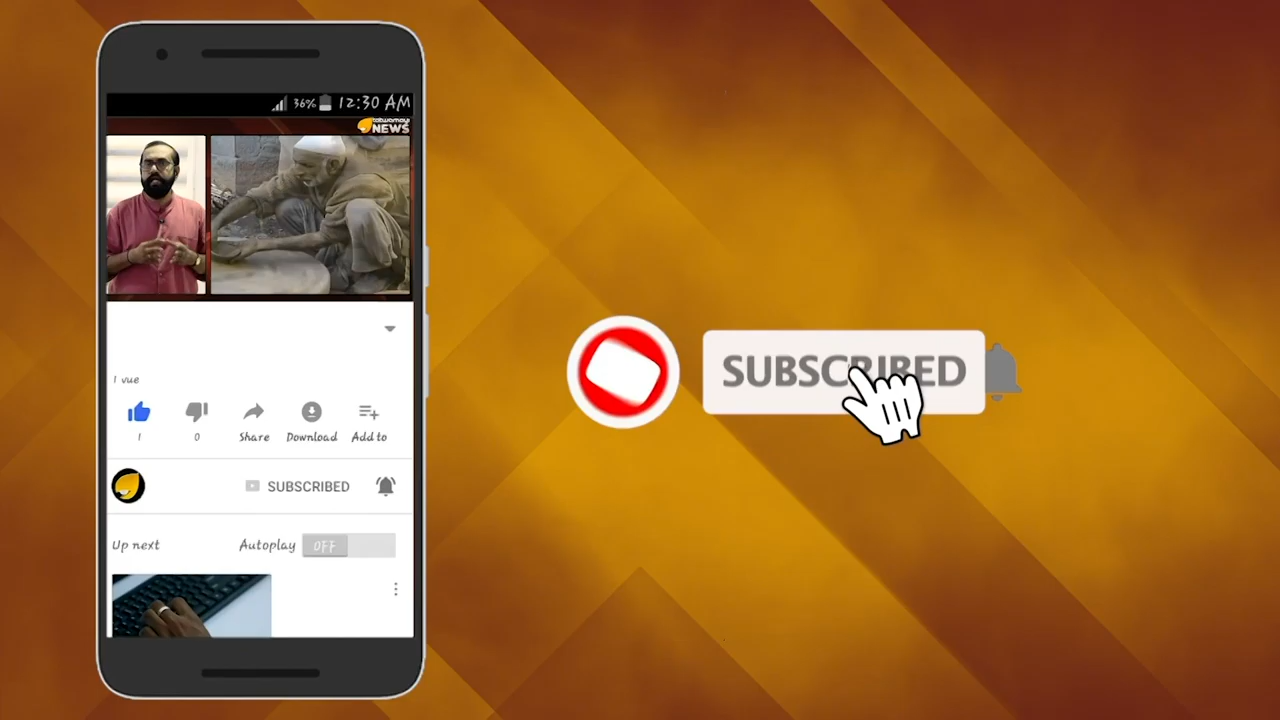 36% 12:30 AM
tatwamayi
NEWS
1 vue
1 0 Share Download Add to
SUBSCRIBED
Up next Autoplay OFF
SUBSCRIBED